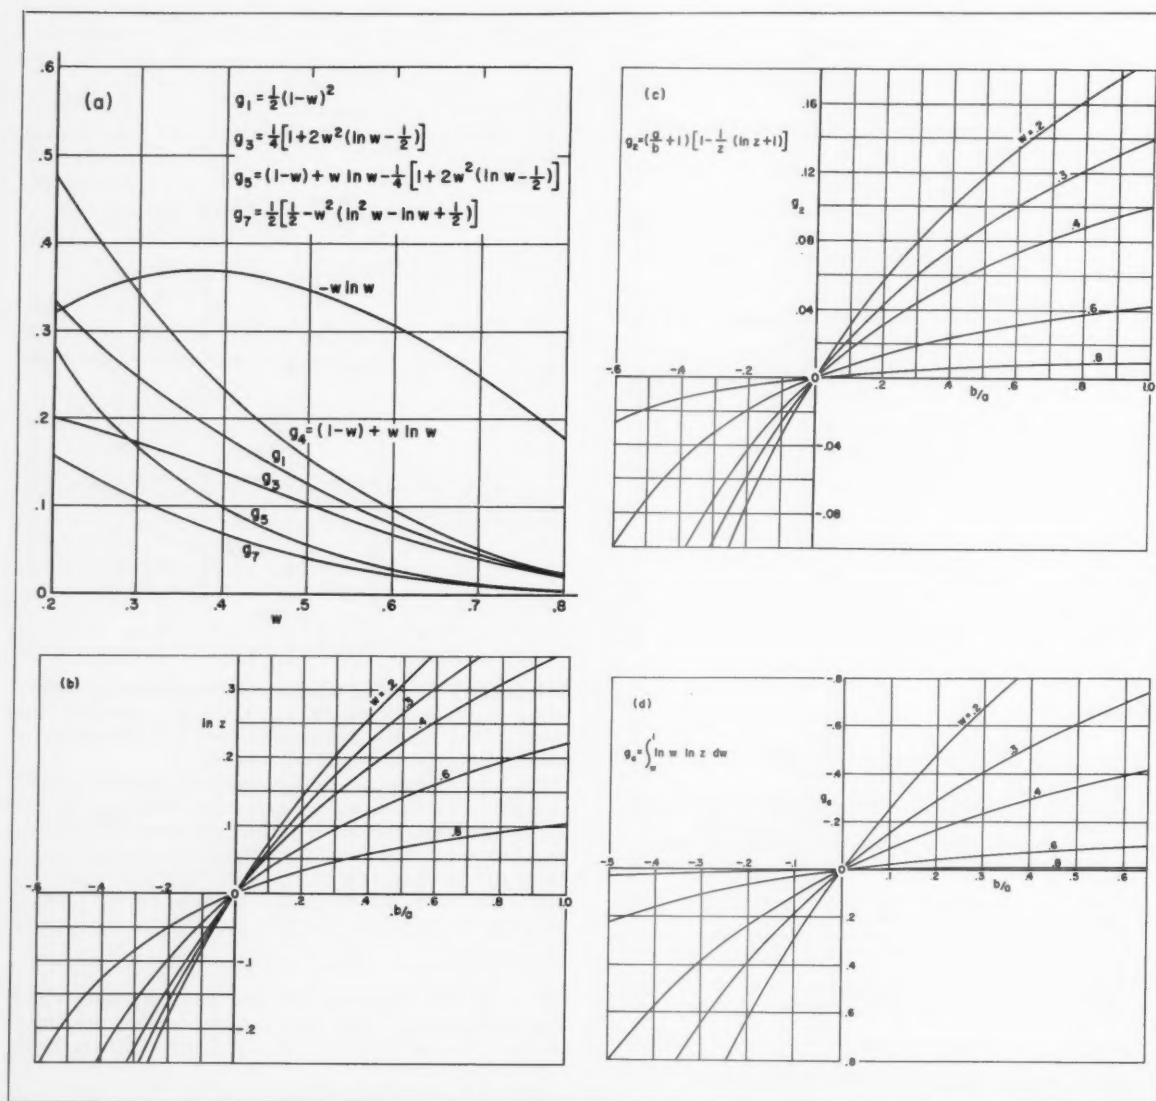 (a)
g₁ = ½(1-w)²
g₃ = ¼[1+2w²(ln w - ½)]
g₅ = (1-w) + w ln w - ¼[1+2w²(ln w - ½)]
g₇ = ½[½ - w²(ln² w - ln w + ½)]
.6
.5
.4
.3
.2
.1
0
-w ln w
g₄ = (1-w) + w ln w
g₁
g₃
g₅
g₇
.2 .3 .4 .5 .6 .7 .8
w
(b)
ln z
.3
.2
.1
w = .2
.3
.4
.6
.8
-.6 -.4 -.2 0 .2 .4 .6 .8 1.0
b/a
-.1
-.2
(c)
g₂ = (a/b + 1)[1 - 1/z (ln z + 1)]
.16
.12
g₂
.08
.04
w = .2
.3
.4
.6
.8
-.6 -.4 -.2 0 .2 .4 .6 .8 1.0
b/a
-.04
-.08
(d)
g₆ = ∫ᵥᵥ¹ ln w ln z dw
-.8
-.6
-.4
g₆
-.2
w = .2
.3
.4
.6
.8
-.5 -.4 -.3 -.2 -.1 0 .1 .2 .3 .4 .5 .6
b/a
.2
.4
.6
.8